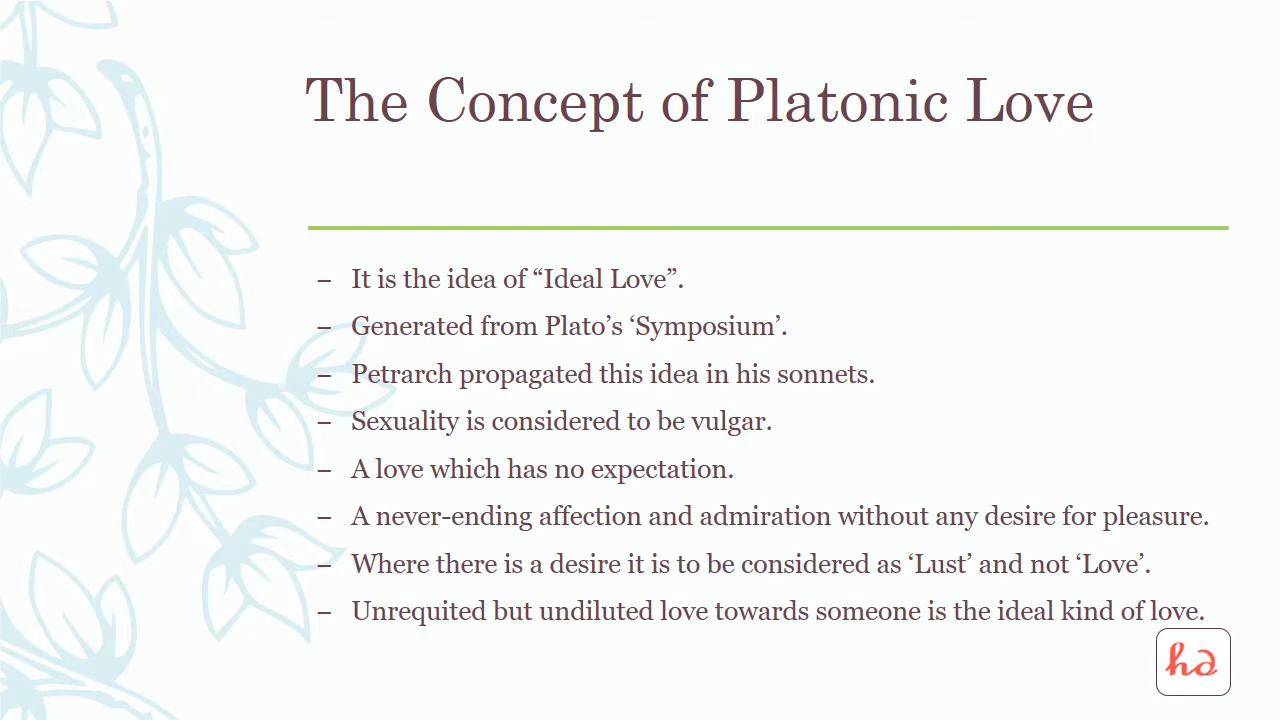 The Concept of Platonic Love
– It is the idea of “Ideal Love”.
– Generated from Plato’s ‘Symposium’.
– Petrarch propagated this idea in his sonnets.
– Sexuality is considered to be vulgar.
– A love which has no expectation.
– A never-ending affection and admiration without any desire for pleasure.
– Where there is a desire it is to be considered as ‘Lust’ and not ‘Love’.
– Unrequited but undiluted love towards someone is the ideal kind of love.
ha